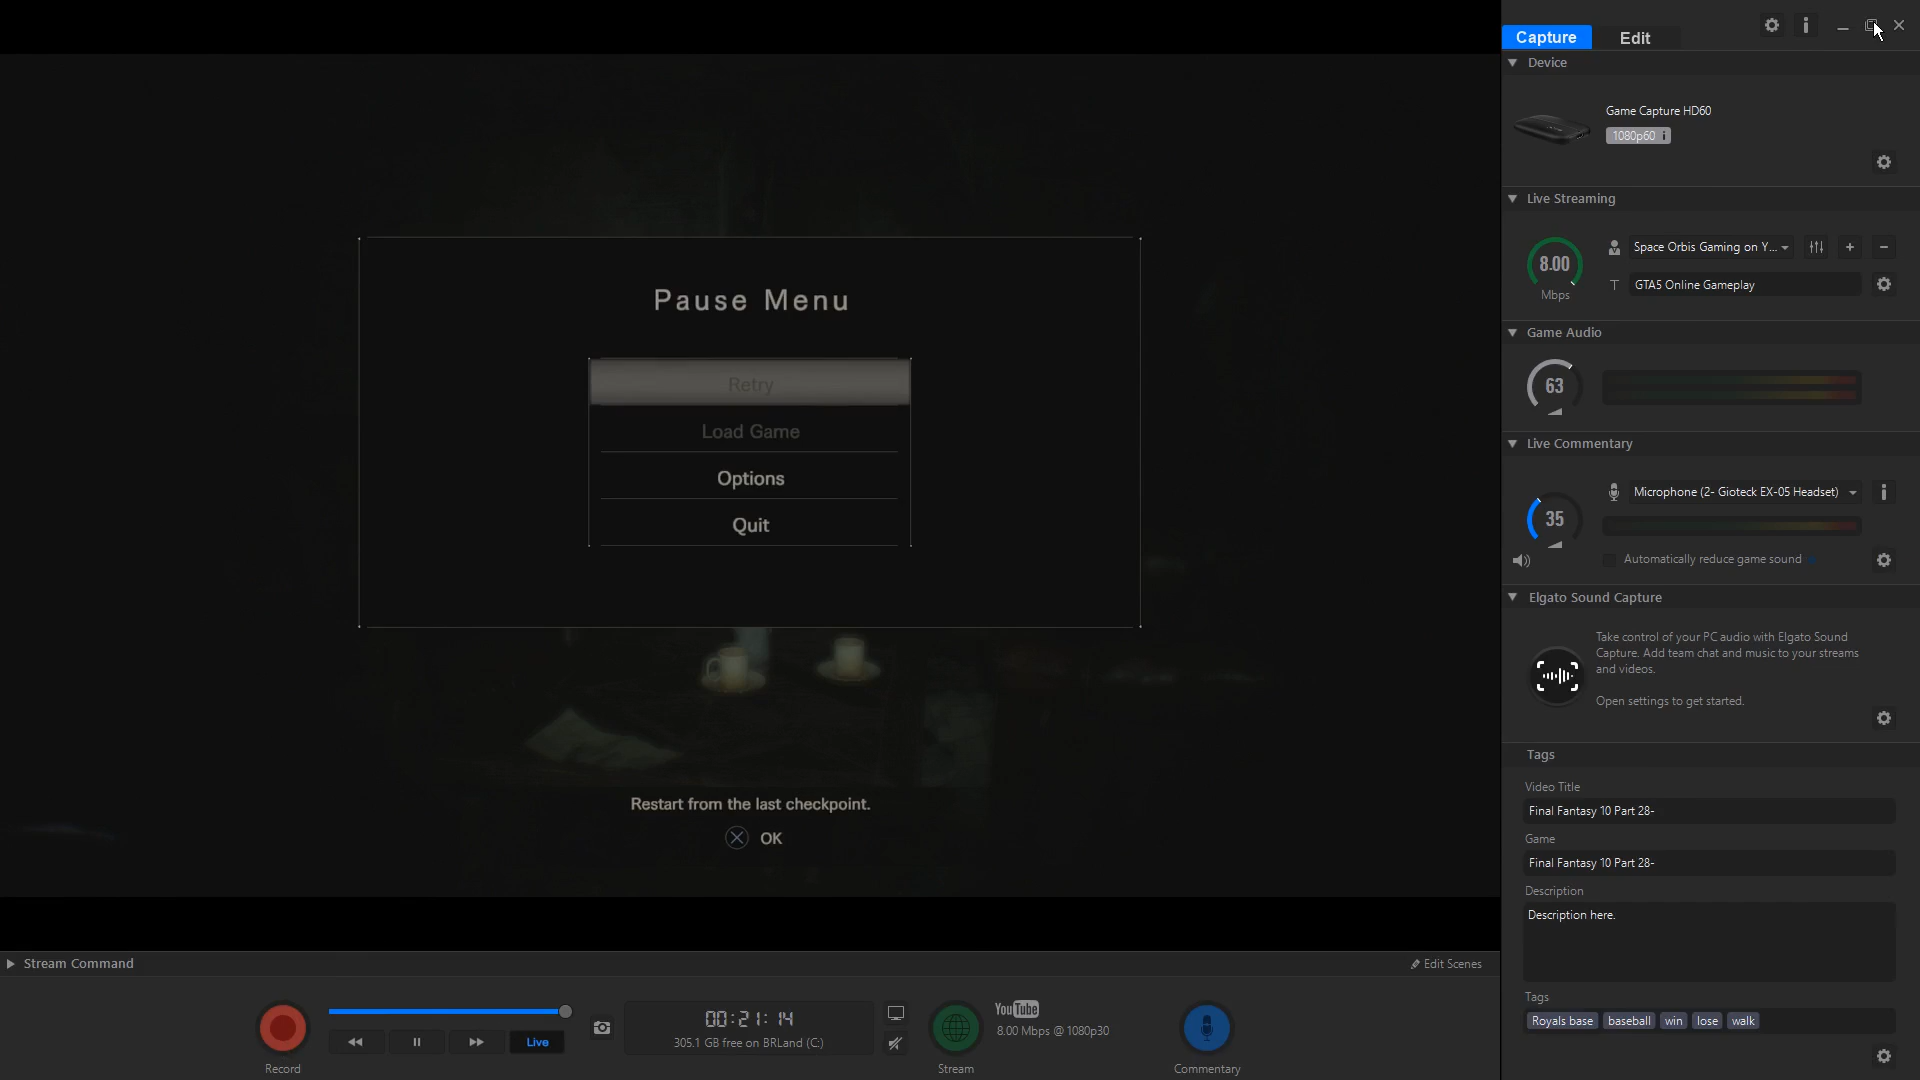 Capture
Edit
Device
Game Capture HD60
1080p60 i
Live Streaming
8.00
Mbps
Space Orbis Gaming on Y...
T GTA5 Online Gameplay
Game Audio
63
Live Commentary
35
Microphone (2- Gioteck EX-05 Headset)
Automatically reduce game sound
Elgato Sound Capture
Take control of your PC audio with Elgato Sound
Capture. Add team chat and music to your streams
and videos.
Open settings to get started.
Tags
Video Title
Final Fantasy 10 Part 28-
Game
Final Fantasy 10 Part 28-
Description
Description here.
Tags
Royals base baseball win lose walk
Pause Menu
Retry
Load Game
Options
Quit
Restart from the last checkpoint.
OK
Stream Command
Edit Scenes
Record
Live
00:21:14
305.1 GB free on BRLand (C:)
Stream
YouTube
8.00 Mbps @ 1080p30
Commentary